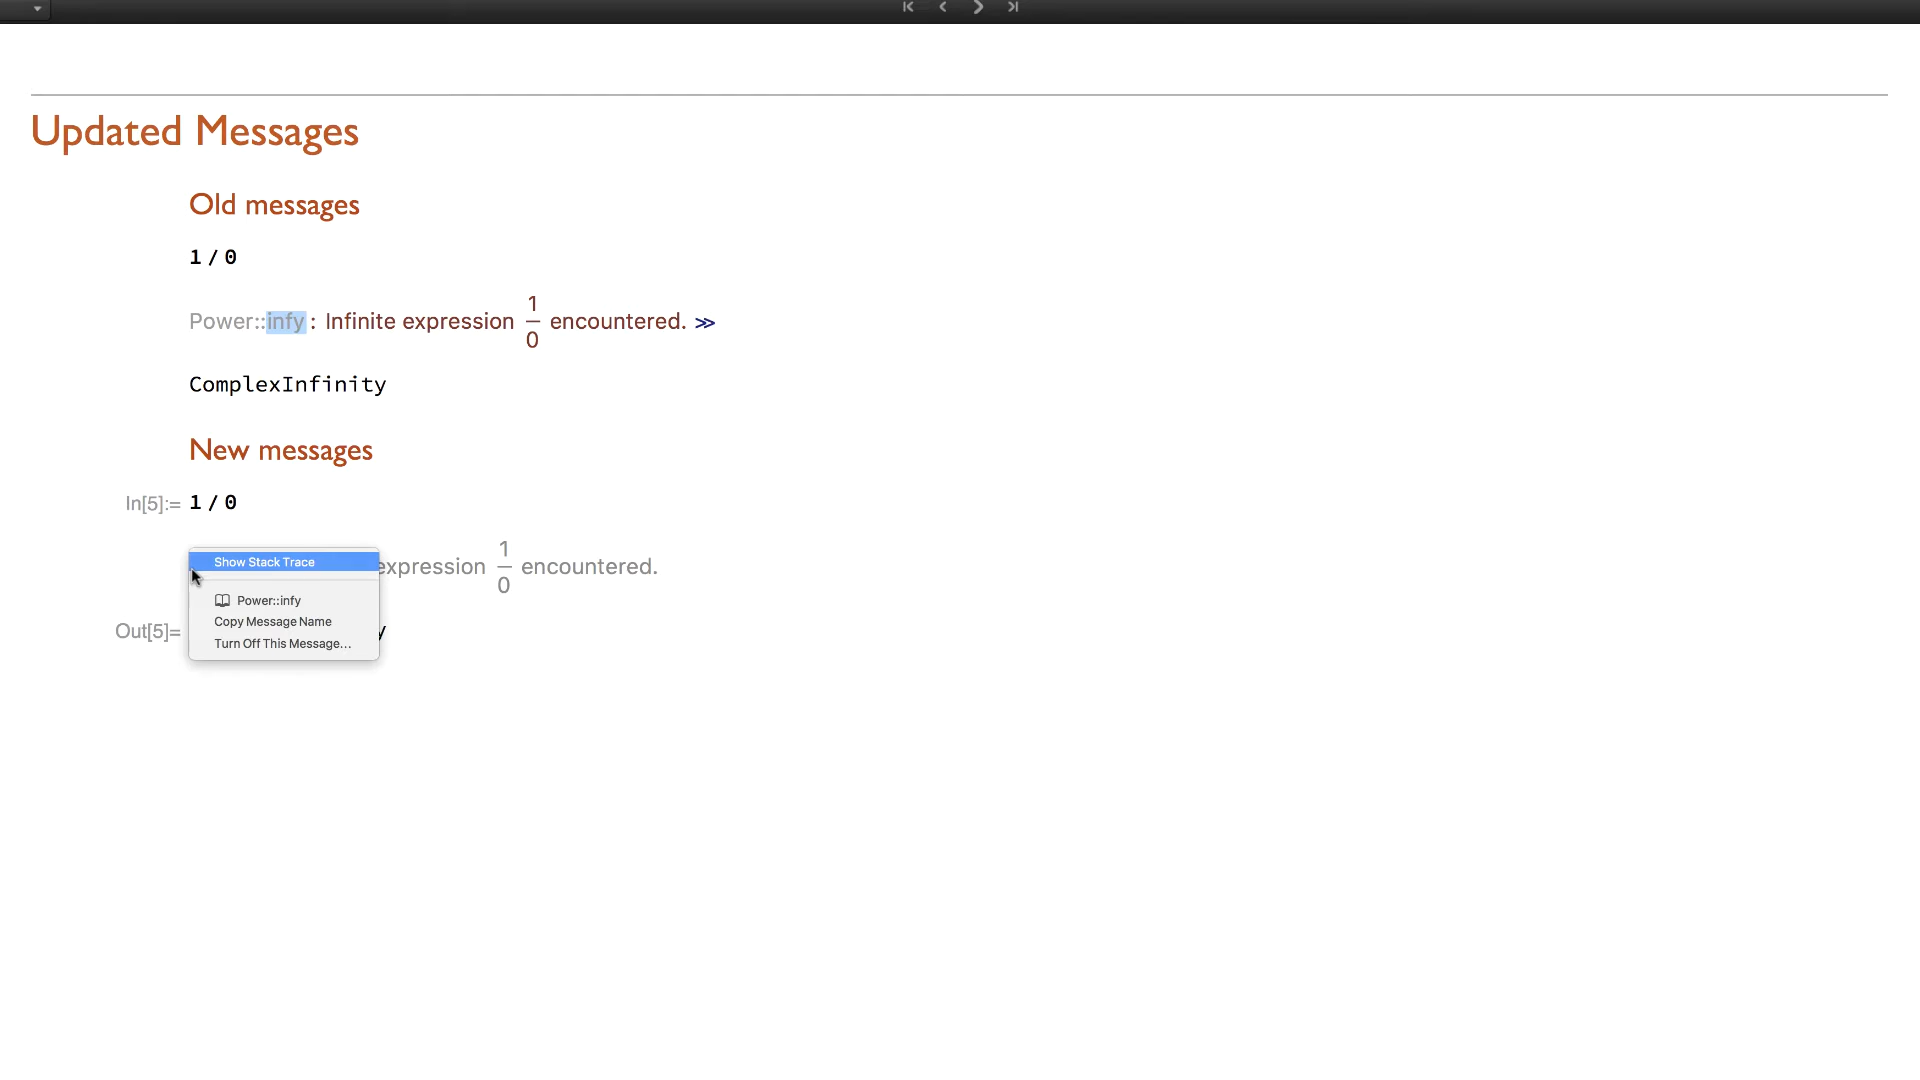 Updated Messages
Old messages
1 / 0
Power::infy : Infinite expression 1/0 encountered. ≫
ComplexInfinity
New messages
In[5]:= 1 / 0
Show Stack Trace
expression 1/0 encountered.
Power::infy
Copy Message Name
Out[5]= y
Turn Off This Message...